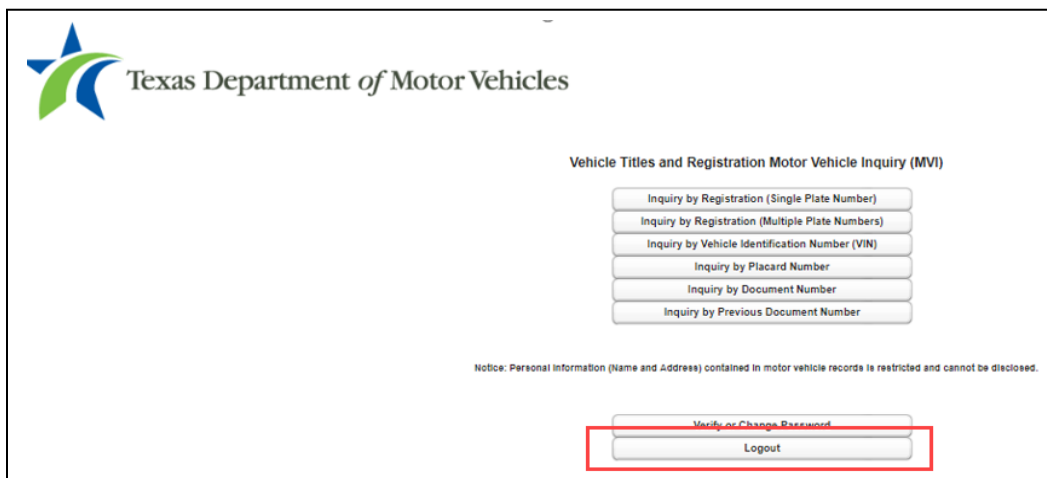 Texas Department of Motor Vehicles
Vehicle Titles and Registration Motor Vehicle Inquiry (MVI)
Inquiry by Registration (Single Plate Number)
Inquiry by Registration (Multiple Plate Numbers)
Inquiry by Vehicle Identification Number (VIN)
Inquiry by Placard Number
Inquiry by Document Number
Inquiry by Previous Document Number
Notice: Personal Information (Name and Address) contained in motor vehicle records is restricted and cannot be disclosed.
Verify or Change Password
Logout